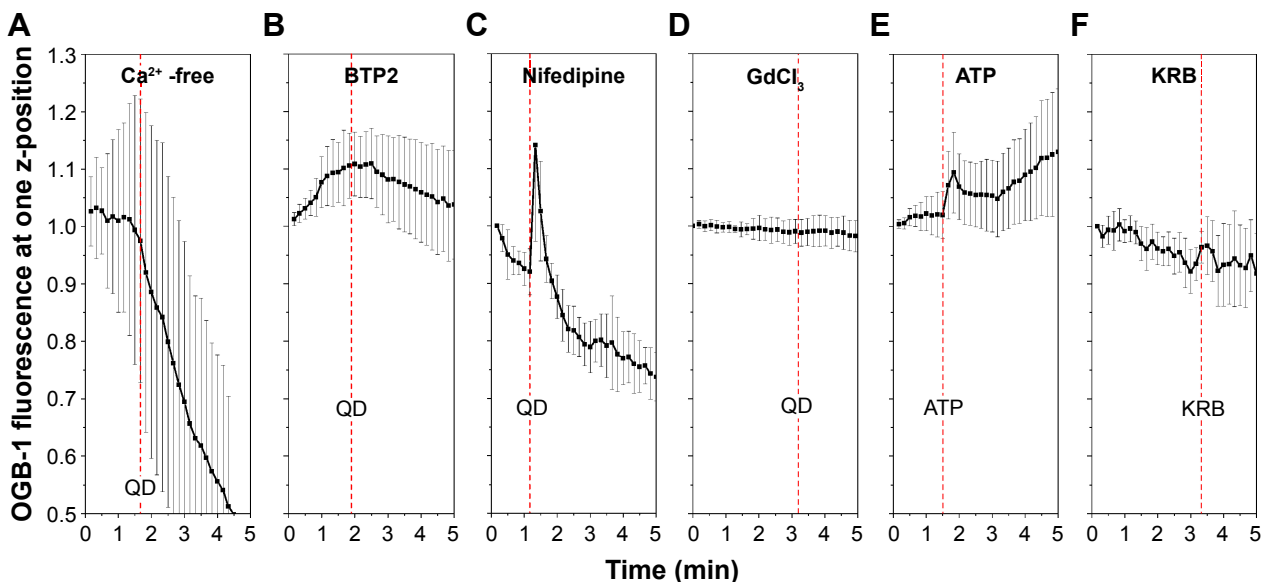 A B C D E F
OGB-1 fluorescence at one z-position
1.3
1.2
1.1
1.0
0.9
0.8
0.7
0.6
0.5
Ca²⁺ -free
BTP2
Nifedipine
GdCl₃
ATP
KRB
QD
QD
QD
QD
ATP
KRB
0 1 2 3 4 5
0 1 2 3 4 5
0 1 2 3 4 5
0 1 2 3 4 5
0 1 2 3 4 5
0 1 2 3 4 5
Time (min)